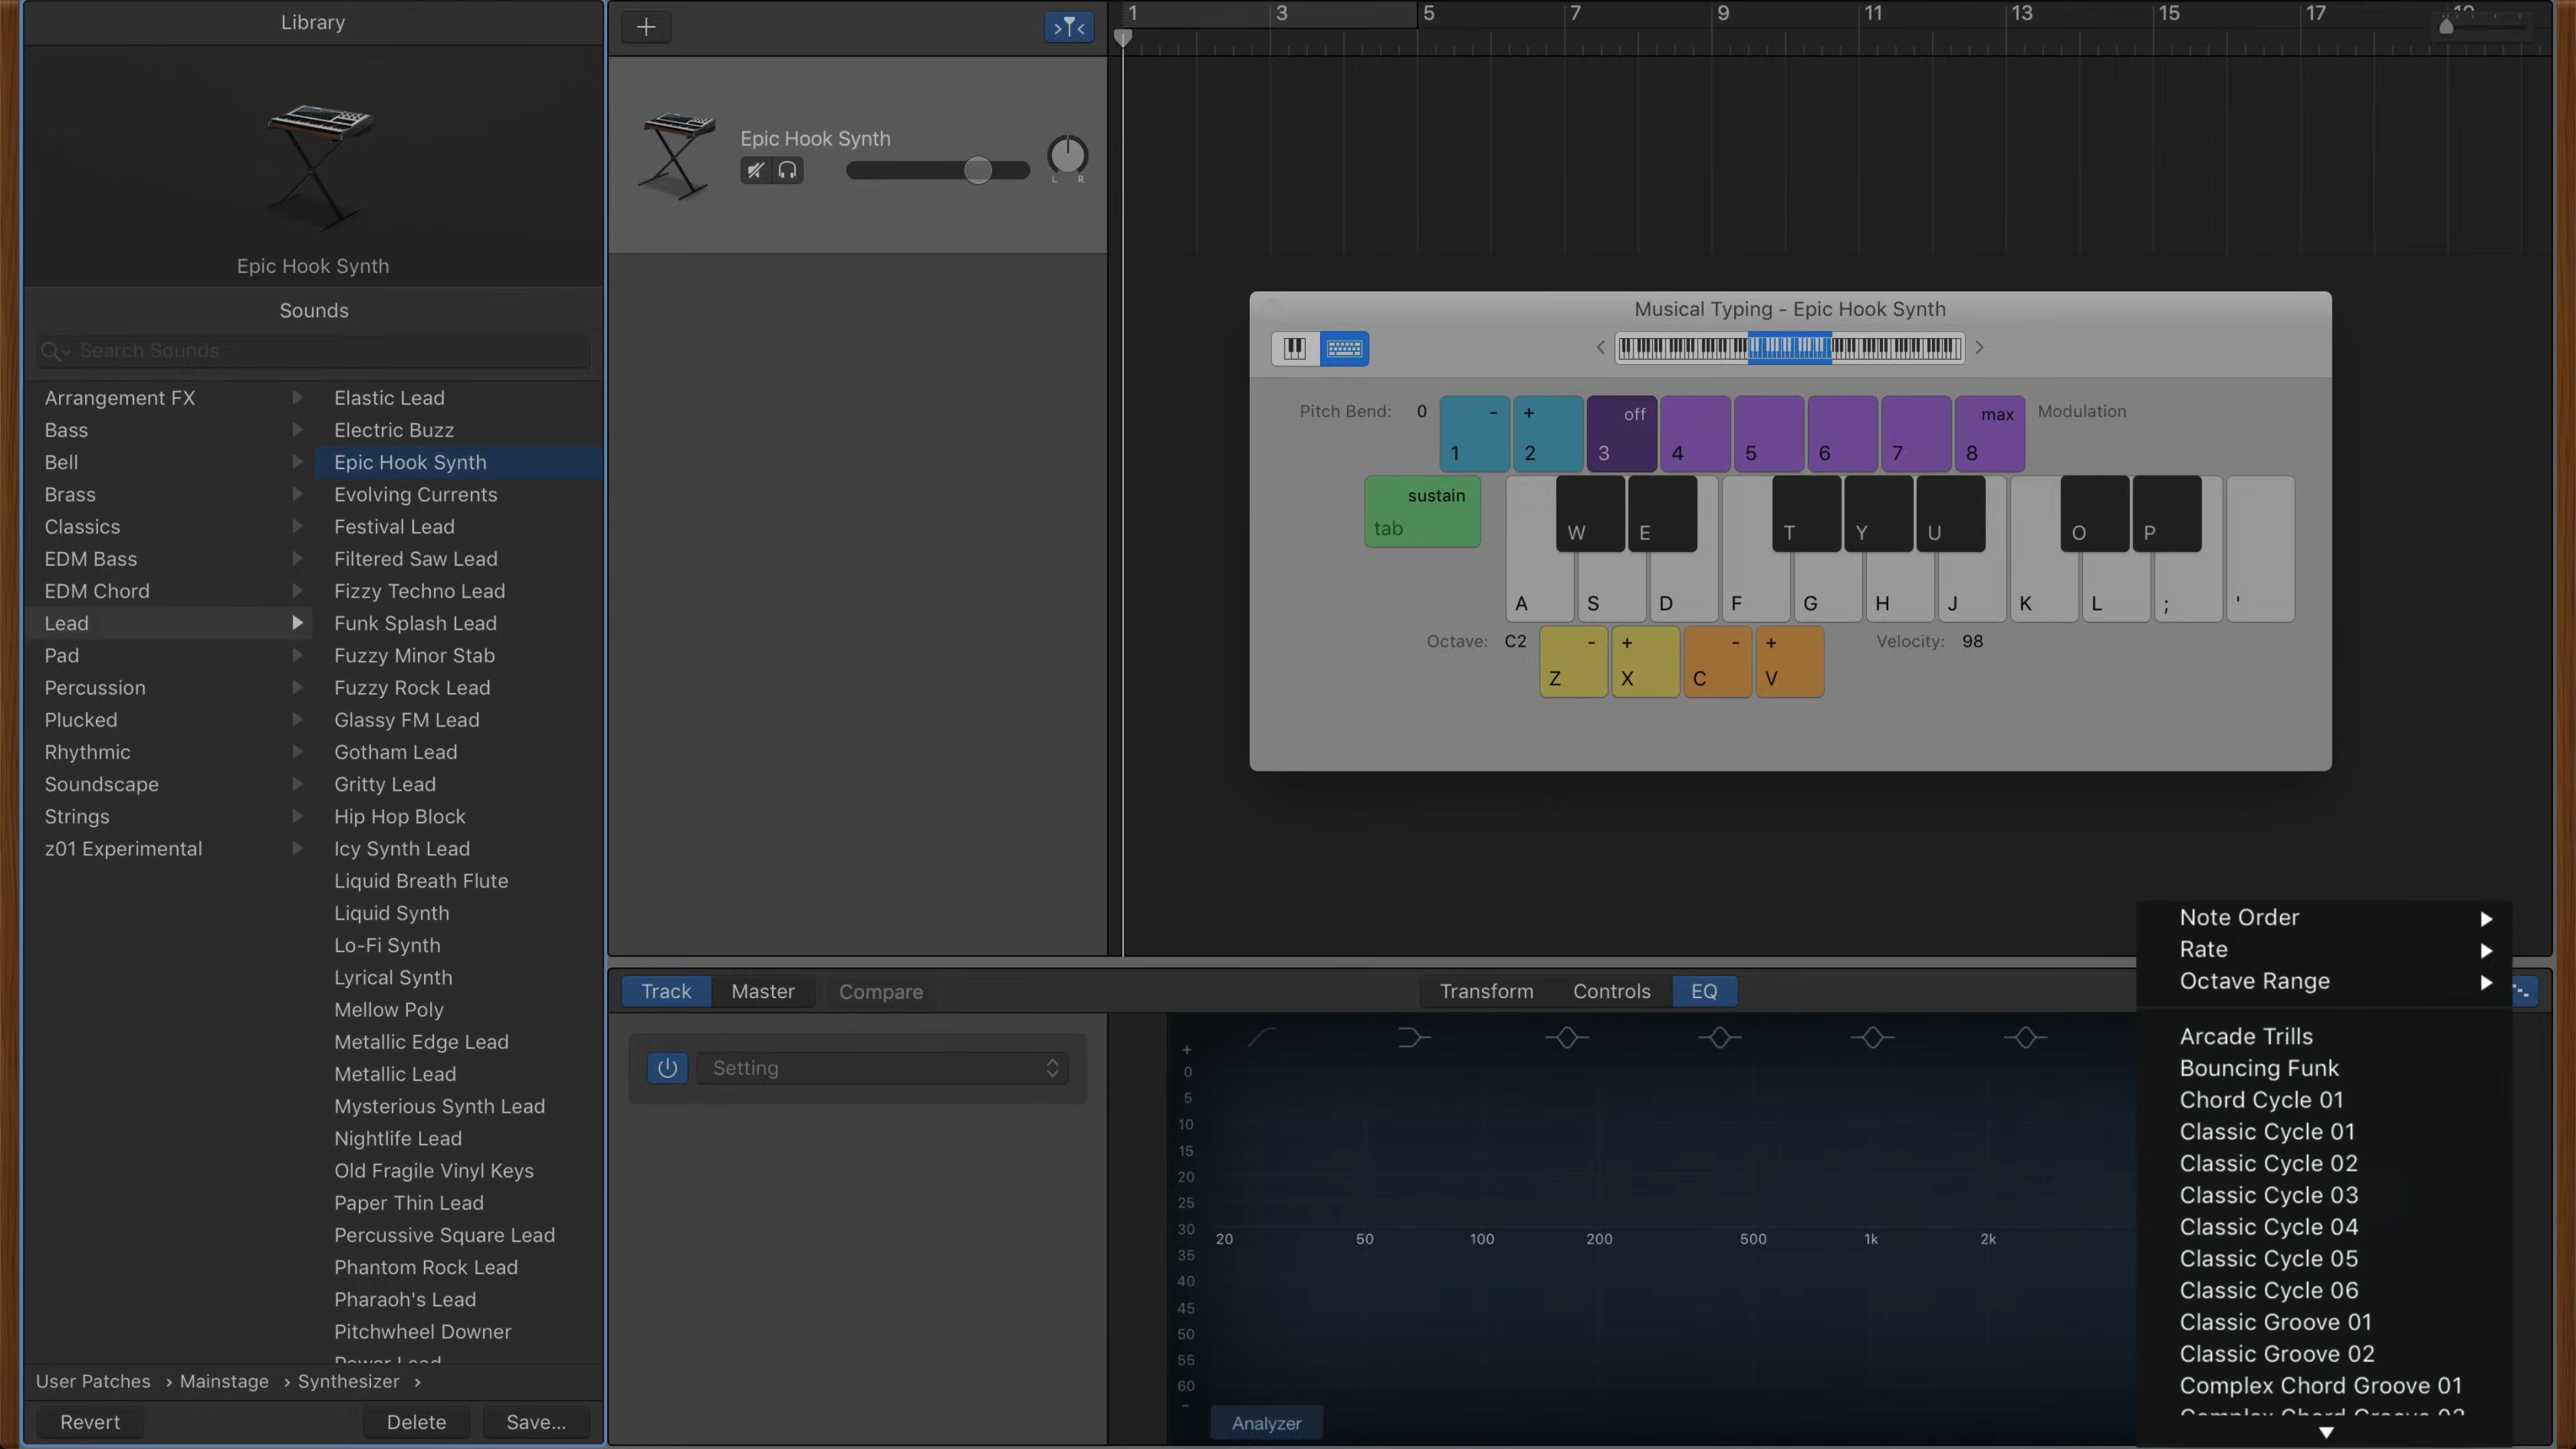 Library
Epic Hook Synth
Sounds
Search Sounds
Arrangement FX
Bass
Bell
Brass
Classics
EDM Bass
EDM Chord
Lead
Pad
Percussion
Plucked
Rhythmic
Soundscape
Strings
z01 Experimental
Elastic Lead
Electric Buzz
Epic Hook Synth
Evolving Currents
Festival Lead
Filtered Saw Lead
Fizzy Techno Lead
Funk Splash Lead
Fuzzy Minor Stab
Fuzzy Rock Lead
Glassy FM Lead
Gotham Lead
Gritty Lead
Hip Hop Block
Icy Synth Lead
Liquid Breath Flute
Liquid Synth
Lo-Fi Synth
Lyrical Synth
Mellow Poly
Metallic Edge Lead
Metallic Lead
Mysterious Synth Lead
Nightlife Lead
Old Fragile Vinyl Keys
Paper Thin Lead
Percussive Square Lead
Phantom Rock Lead
Pharaoh's Lead
Pitchwheel Downer
User Patches › Mainstage › Synthesizer ›
Revert Delete Save...
1 3 5 7 9 11 13 15 17
Epic Hook Synth
L R
Musical Typing - Epic Hook Synth
Pitch Bend: 0 - + off max Modulation
1 2 3 4 5 6 7 8
sustain
tab
W E T Y U O P
A S D F G H J K L ; '
Octave: C2 - + - + Velocity: 98
Z X C V
Track Master Compare
Transform Controls EQ
Setting
+
0
5
10
15
20
25
30
35
40
45
50
55
60
-
20 50 100 200 500 1k 2k
Analyzer
Note Order
Rate
Octave Range
Arcade Trills
Bouncing Funk
Chord Cycle 01
Classic Cycle 01
Classic Cycle 02
Classic Cycle 03
Classic Cycle 04
Classic Cycle 05
Classic Cycle 06
Classic Groove 01
Classic Groove 02
Complex Chord Groove 01